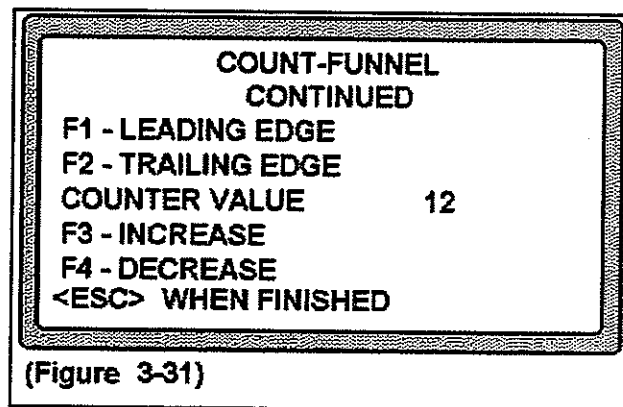 COUNT-FUNNEL
CONTINUED
F1 - LEADING EDGE
F2 - TRAILING EDGE
COUNTER VALUE 12
F3 - INCREASE
F4 - DECREASE
<ESC> WHEN FINISHED
(Figure 3-31)